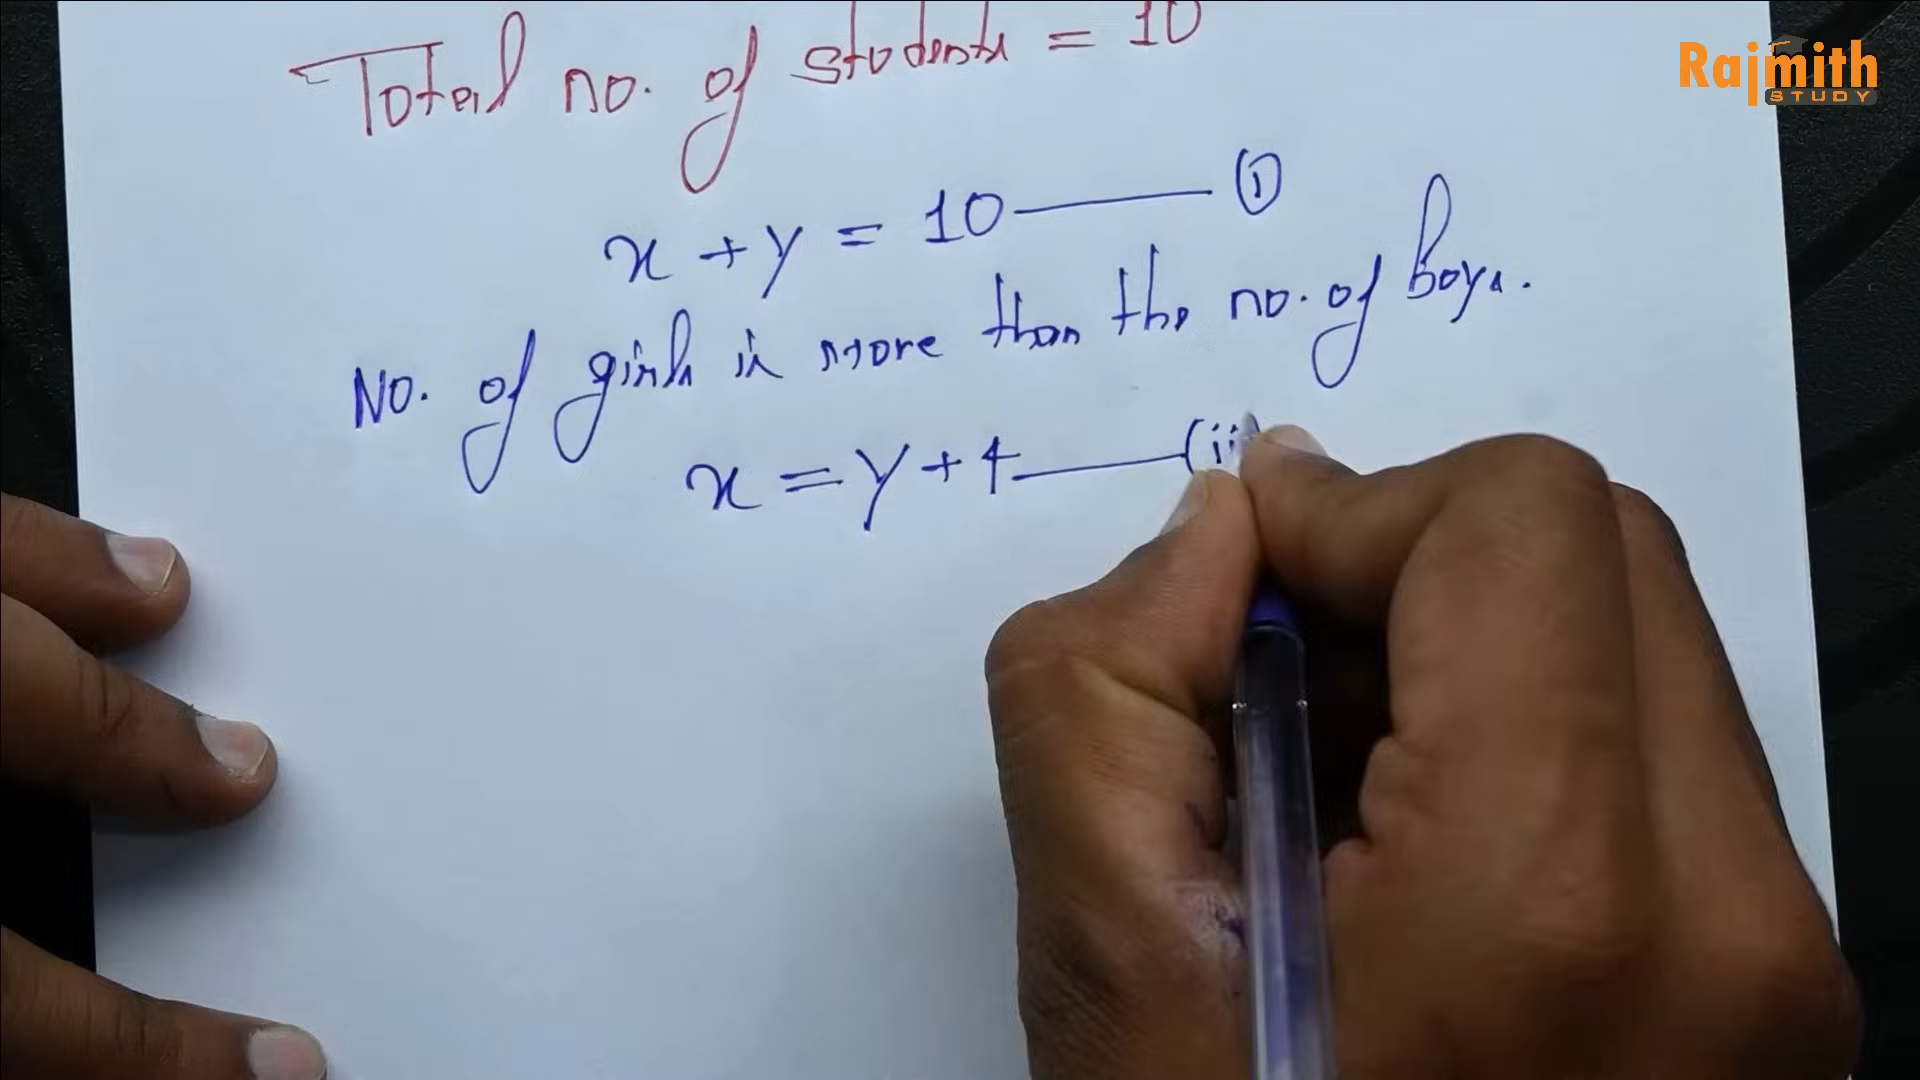 Total no. of students = 10
Rajmith
STUDY
x + y = 10 —— (i)
No. of girls is more than the no. of boys.
x = y + 4 —— (ii)